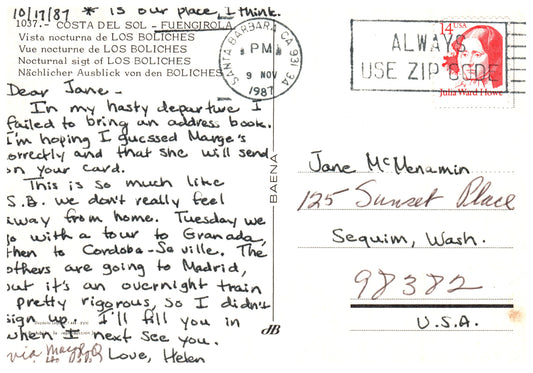 10/17/87 * is our place, I think.
1037.- COSTA DEL SOL - FUENGIROLA
Vista nocturna de LOS BOLICHES
Vue nocturne de LOS BOLICHES
Nocturnal sigt of LOS BOLICHES
Nächlicher Ausblick von den BOLICHES
Dear Jane -
In my hasty departure I
failed to bring an address book.
I'm hoping I guessed Marge's
orrectly and that she will send
on your card.
This is so much like
S.B. we don't really feel
away from home. Tuesday we
go with a tour to Granada,
then to Cordoba-Seville. The
others are going to Madrid,
but it's an overnight train
pretty rigorous, so I didn't
sign up. I'll fill you in
when I next see you.
via
Love, Helen
BAENA
dB
SANTA BARBARA CA 931 34
PM
9 NOV
1987
ALWAYS
USE ZIP CODE
14 USA
Julia Ward Howe
Jane McMenamin
125 Sunset Place
Sequim, Wash.
98382
U.S.A.